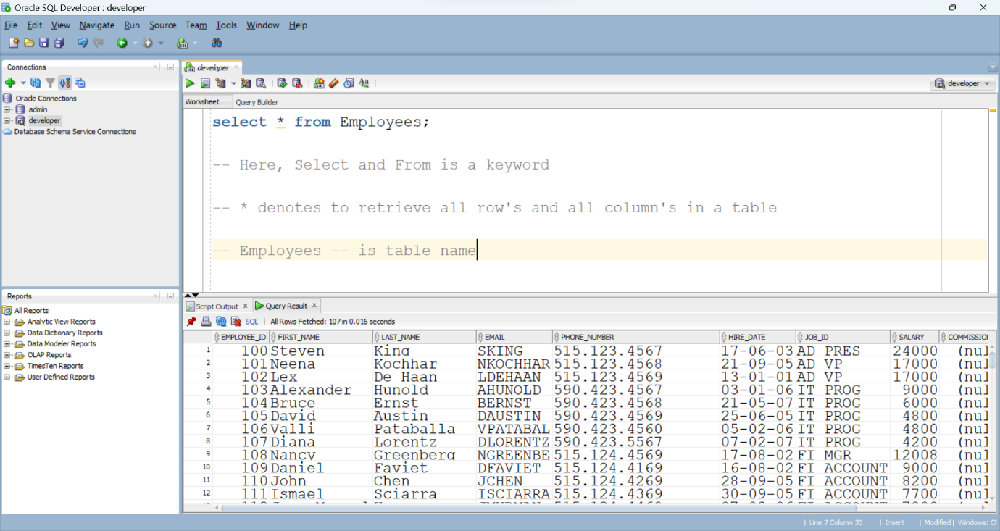 Oracle SQL Developer : developer
File Edit View Navigate Run Source Team Tools Window Help
Connections
Oracle Connections
admin
developer
Database Schema Service Connections
Reports
All Reports
Analytic View Reports
Data Dictionary Reports
Data Modeler Reports
OLAP Reports
TimesTen Reports
User Defined Reports
developer
developer
Worksheet Query Builder
select * from Employees;
-- Here, Select and From is a keyword
-- * denotes to retrieve all row's and all column's in a table
-- Employees -- is table name
Script Output x Query Result x
SQL | All Rows Fetched: 107 in 0.016 seconds
EMPLOYEE_ID FIRST_NAME LAST_NAME EMAIL PHONE_NUMBER HIRE_DATE JOB_ID SALARY COMMISSIO
1 100 Steven King SKING 515.123.4567 17-06-03 AD PRES 24000 (nul
2 101 Neena Kochhar NKOCHHAR 515.123.4568 21-09-05 AD VP 17000 (nul
3 102 Lex De Haan LDEHAAN 515.123.4569 13-01-01 AD VP 17000 (nul
4 103 Alexander Hunold AHUNOLD 590.423.4567 03-01-06 IT PROG 9000 (nul
5 104 Bruce Ernst BERNST 590.423.4568 21-05-07 IT PROG 6000 (nul
6 105 David Austin DAUSTIN 590.423.4569 25-06-05 IT PROG 4800 (nul
7 106 Valli Pataballa VPATABAL 590.423.4560 05-02-06 IT PROG 4800 (nul
8 107 Diana Lorentz DLORENTZ 590.423.5567 07-02-07 IT PROG 4200 (nul
9 108 Nancy Greenberg NGREENBE 515.124.4569 17-08-02 FI MGR 12008 (nul
10 109 Daniel Faviet DFAVIET 515.124.4169 16-08-02 FI ACCOUNT 9000 (nul
11 110 John Chen JCHEN 515.124.4269 28-09-05 FI ACCOUNT 8200 (nul
12 111 Ismael Sciarra ISCIARRA 515.124.4369 30-09-05 FI ACCOUNT 7700 (nul
| Line 7 Column 30 | Insert | Modified | Windows: C